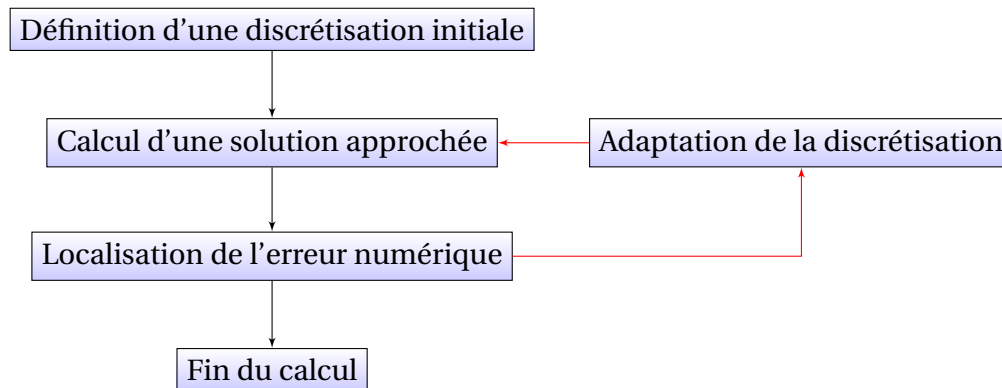 Définition d’une discrétisation initiale
Calcul d’une solution approchée
Adaptation de la discrétisation
Localisation de l’erreur numérique
Fin du calcul